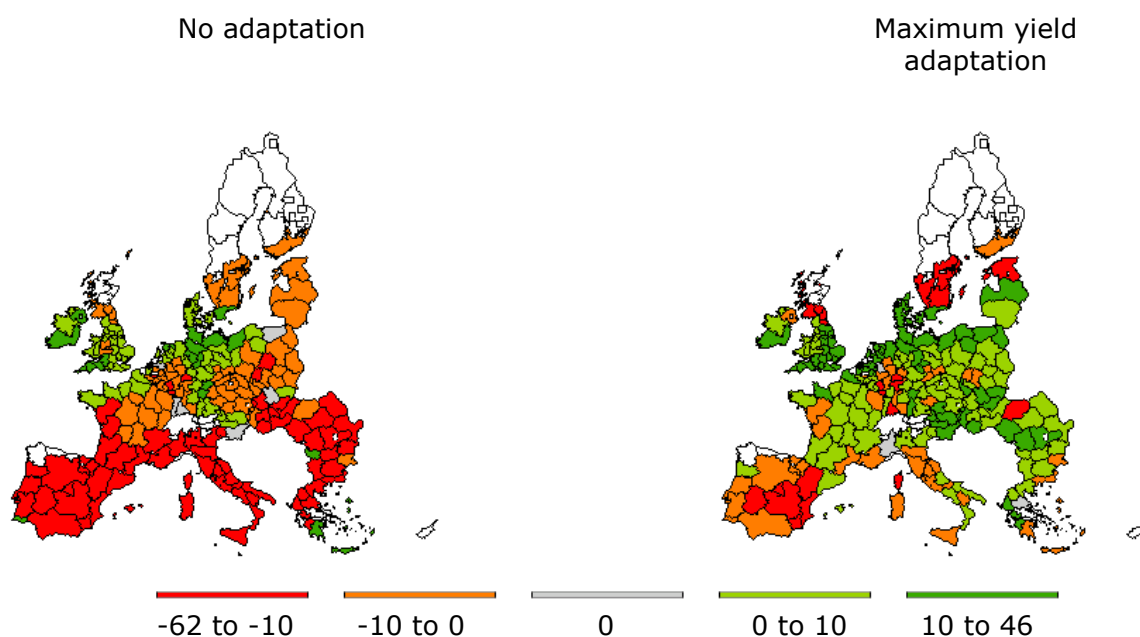 No adaptation
Maximum yield
adaptation
-62 to -10
-10 to 0
0
0 to 10
10 to 46